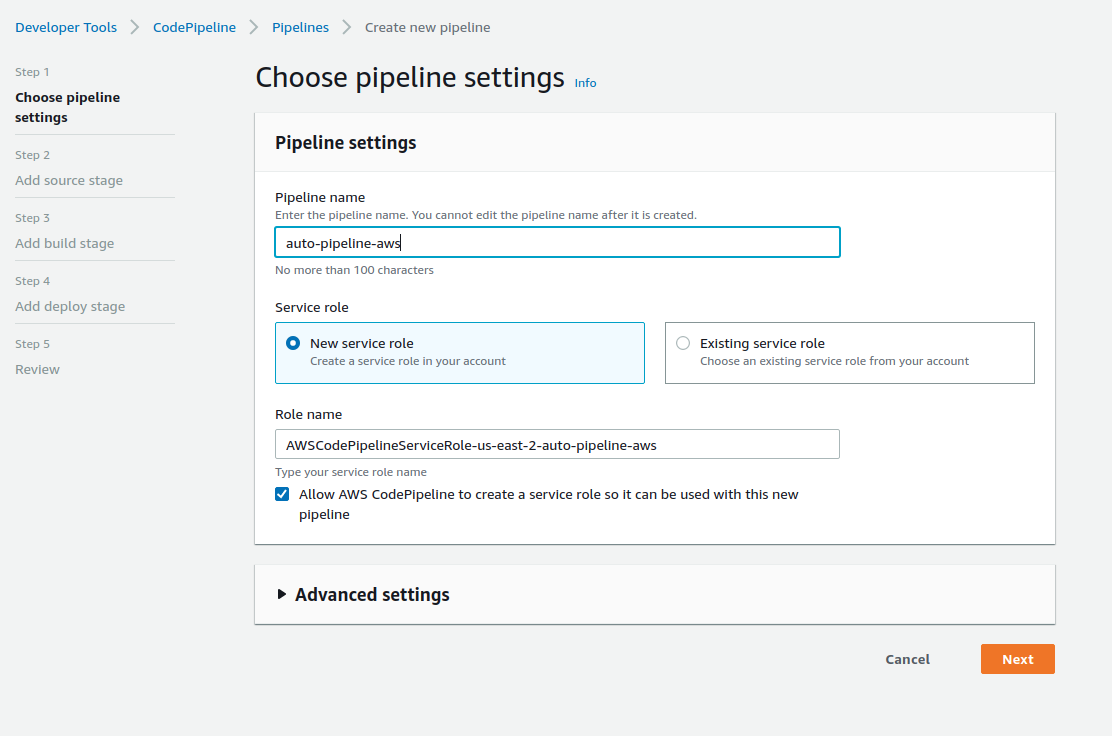 Developer Tools
CodePipeline
Pipelines
Create new pipeline
Step 1
Choose pipeline
settings
Step 2
Add source stage
Step 3
Add build stage
Step 4
Add deploy stage
Step 5
Review
Choose pipeline settings Info
Pipeline settings
Pipeline name
Enter the pipeline name. You cannot edit the pipeline name after it is created.
auto-pipeline-aws
No more than 100 characters
Service role
New service role
Create a service role in your account
Existing service role
Choose an existing service role from your account
Role name
AWSCodePipelineServiceRole-us-east-2-auto-pipeline-aws
Type your service role name
Allow AWS CodePipeline to create a service role so it can be used with this new
pipeline
Advanced settings
Cancel
Next